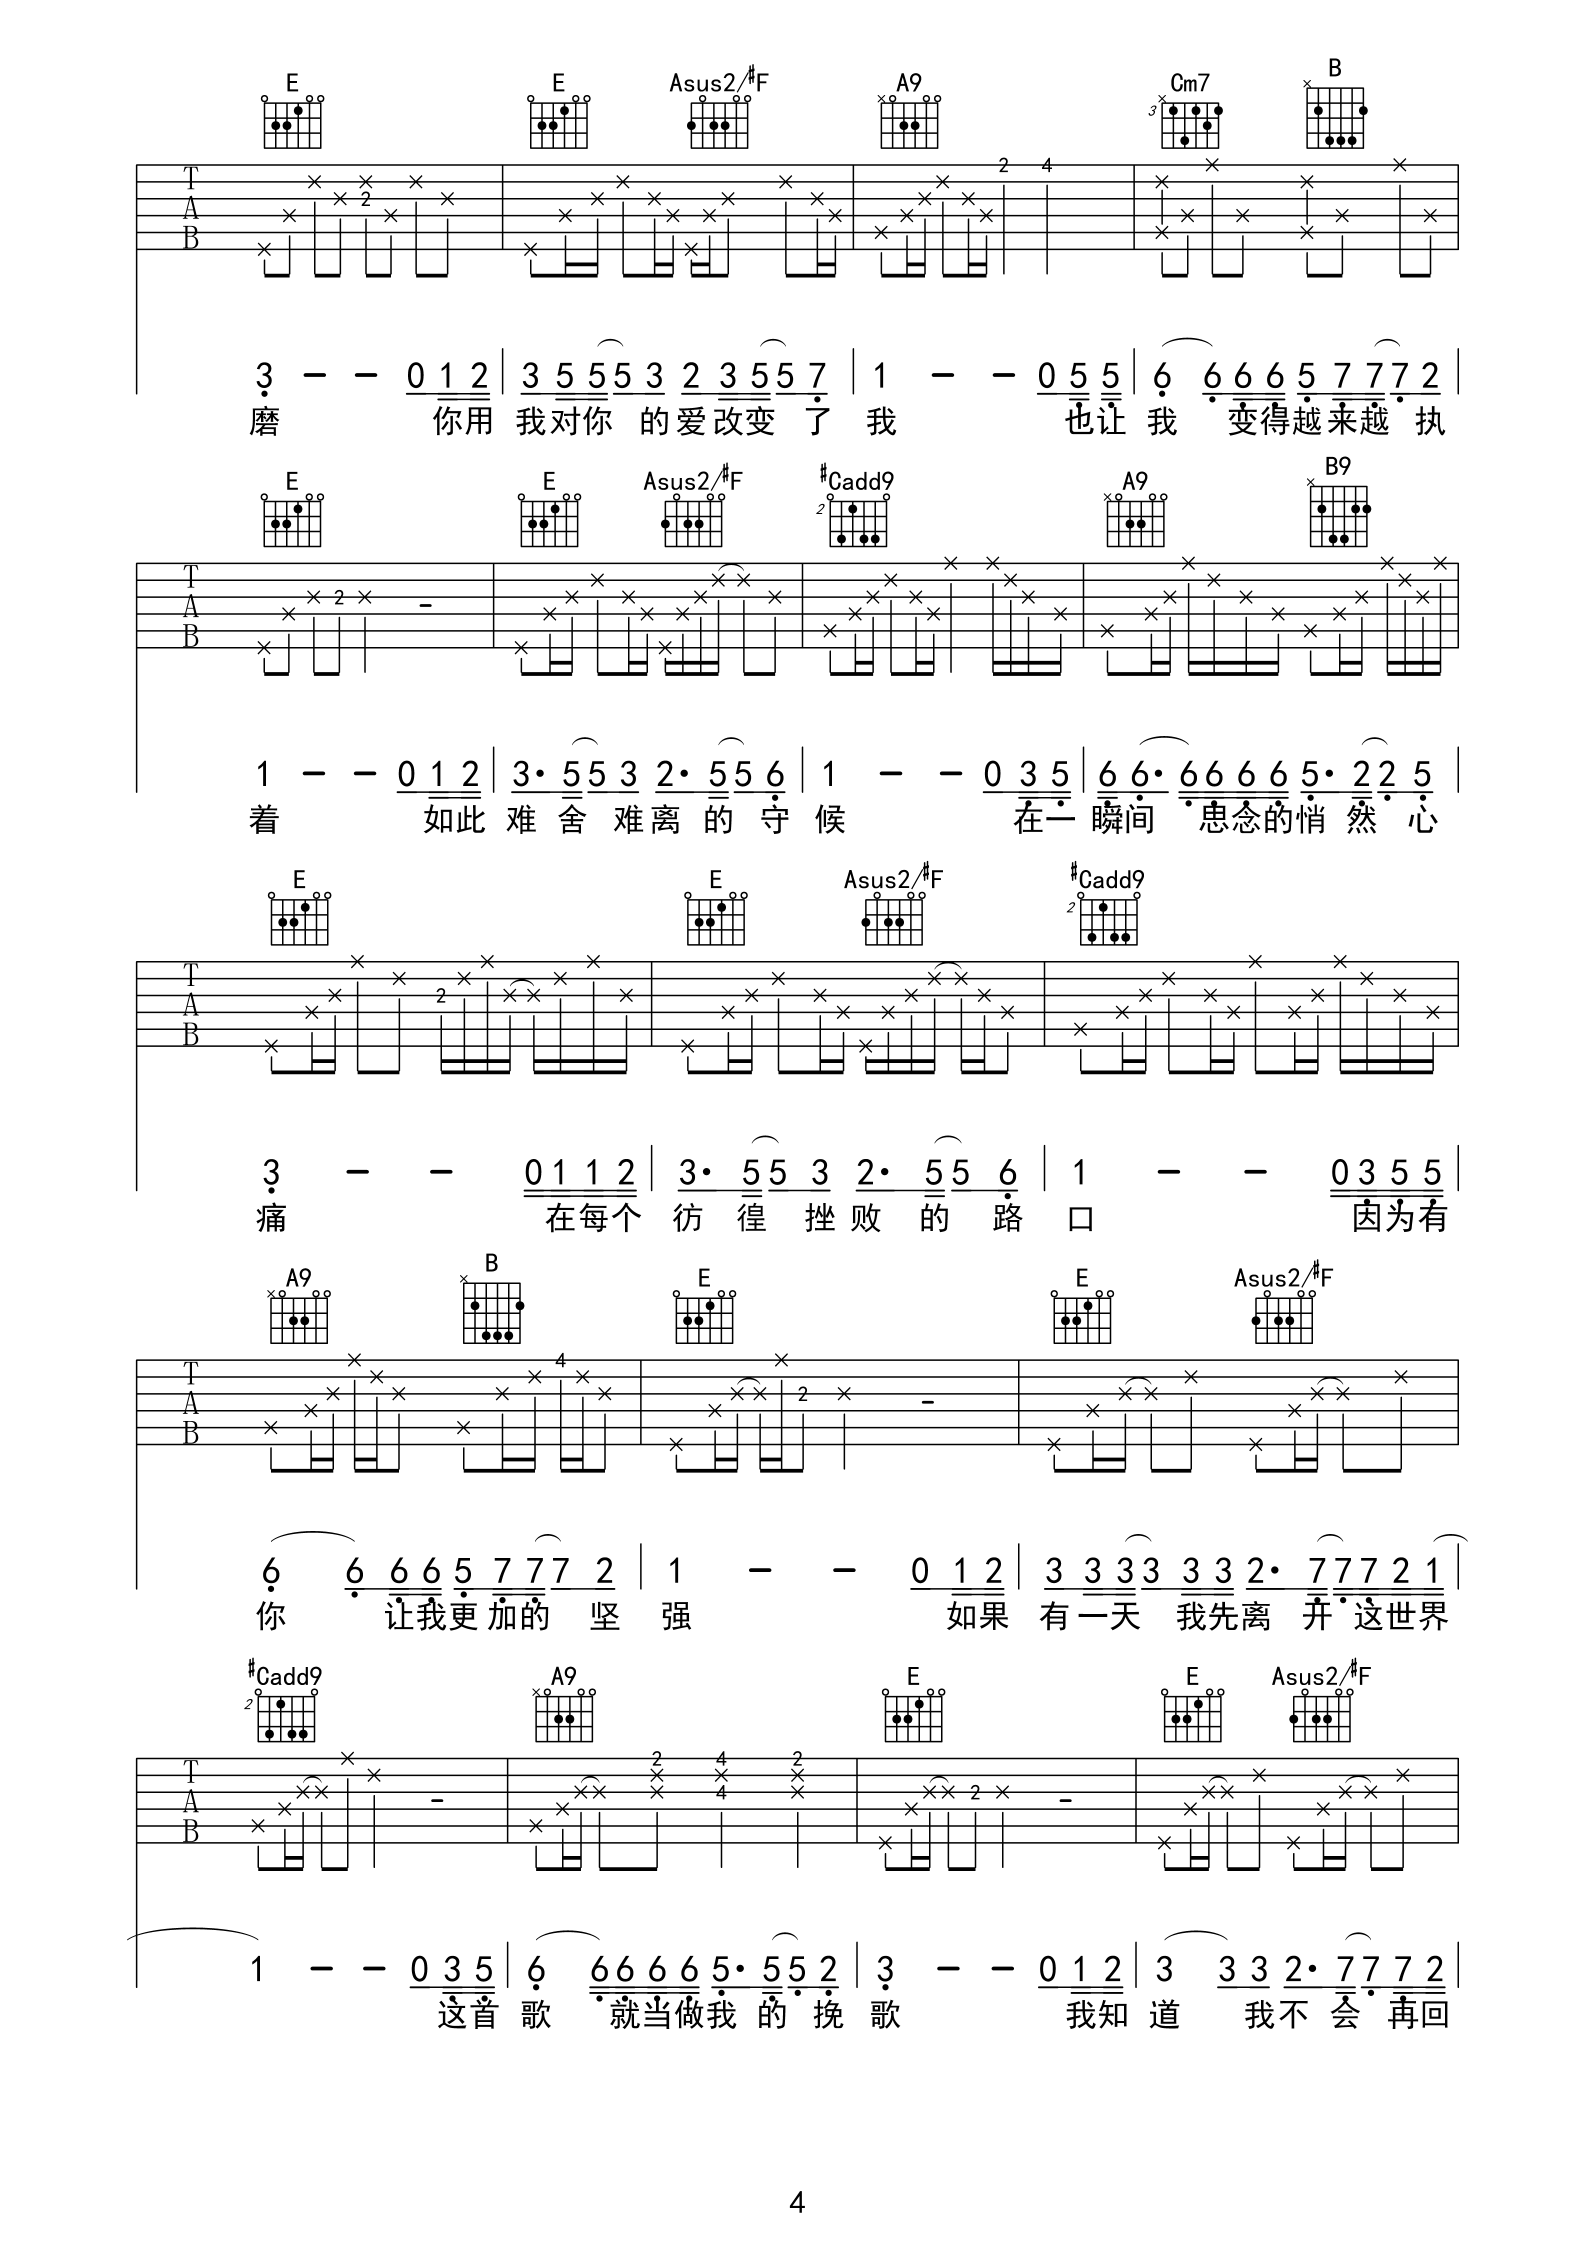 E E Asus2/#F A9 Cm7 B
3
T 2 2 4
A
B
3 - - 0 1 2 3 5 5 5 3 2 3 5 5 7 1 - - 0 5 5 6 6 6 6 5 7 7 7 2
磨 你用 我对你 的爱改变 了 我 也让 我 变得越来越 执
E E Asus2/#F #Cadd9 A9 B9
2
T
A 2
B
1 - - 0 1 2 3· 5 5 3 2· 5 5 6 1 - - 0 3 5 6 6· 6 6 6 6 5· 2 2 5
着 如此 难 舍 难离 的 守 候 在一 瞬间 思念的悄 然 心
E E Asus2/#F #Cadd9
2
T
A 2
B
3 - - 0 1 1 2 3· 5 5 3 2· 5 5 6 1 - - 0 3 5 5
痛 在每个 彷 徨 挫败 的 路 口 因为有
A9 B E E Asus2/#F
T 4
A 2
B
6 6 6 6 5 7 7 7 2 1 - - 0 1 2 3 3 3 3 3 3 2· 7 7 7 2 1
你 让我更加的 坚 强 如果 有一天 我先离 开 这世界
#Cadd9 A9 E E Asus2/#F
2
T 2 4 2
A 4 2
B
1 - - 0 3 5 6 6 6 6 6 5· 5 5 2 3 - - 0 1 2 3 3 3 2· 7 7 7 2
这首 歌 就当做我 的 挽 歌 我知 道 我不 会 再回
4